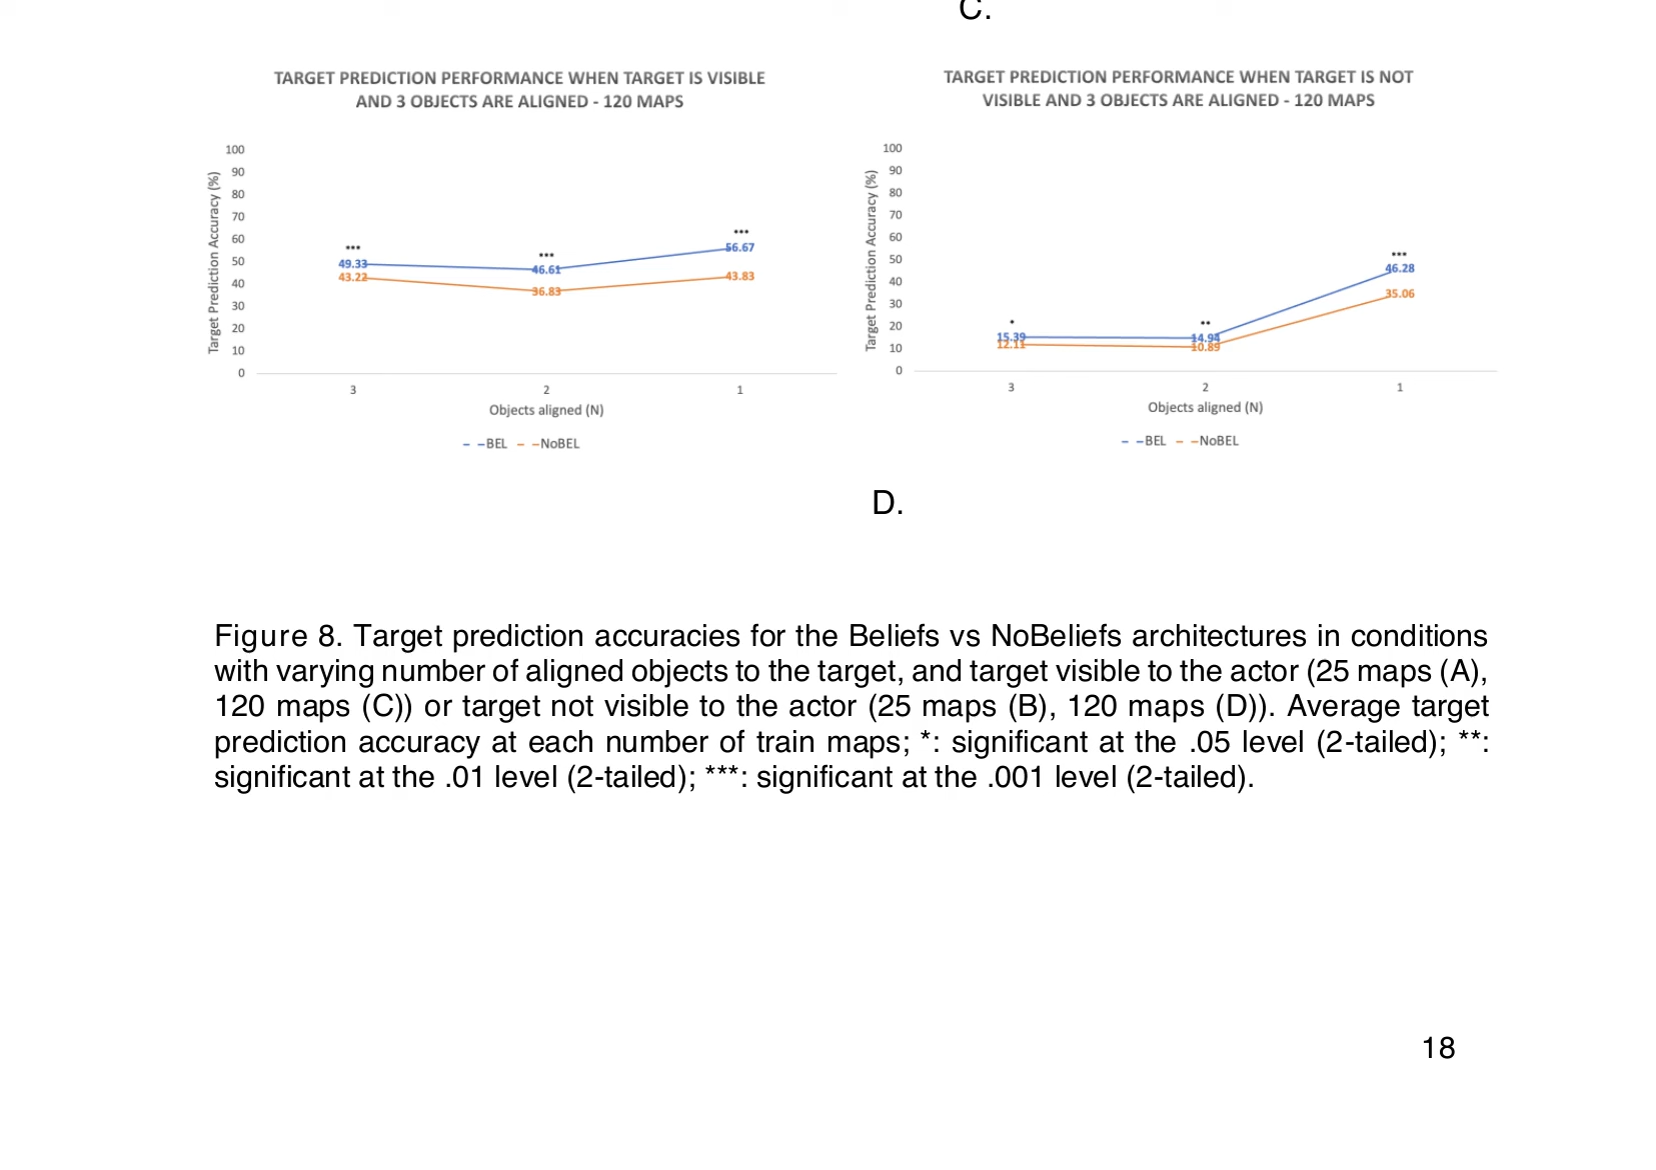 C.
TARGET PREDICTION PERFORMANCE WHEN TARGET IS VISIBLE
AND 3 OBJECTS ARE ALIGNED - 120 MAPS
Target Prediction Accuracy (%)
100
90
80
70
60
50
40
30
20
10
0
***
***
***
49.33
46.61
56.67
43.22
36.83
43.83
3
2
1
Objects aligned (N)
BEL
NoBEL
TARGET PREDICTION PERFORMANCE WHEN TARGET IS NOT
VISIBLE AND 3 OBJECTS ARE ALIGNED - 120 MAPS
Target Prediction Accuracy (%)
100
90
80
70
60
50
40
30
20
10
0
*
**
***
15.39
14.94
46.28
12.11
10.89
35.06
3
2
1
Objects aligned (N)
BEL
NoBEL
D.
Figure 8. Target prediction accuracies for the Beliefs vs NoBeliefs architectures in conditions
with varying number of aligned objects to the target, and target visible to the actor (25 maps (A),
120 maps (C)) or target not visible to the actor (25 maps (B), 120 maps (D)). Average target
prediction accuracy at each number of train maps; *: significant at the .05 level (2-tailed); **:
significant at the .01 level (2-tailed); ***: significant at the .001 level (2-tailed).
18